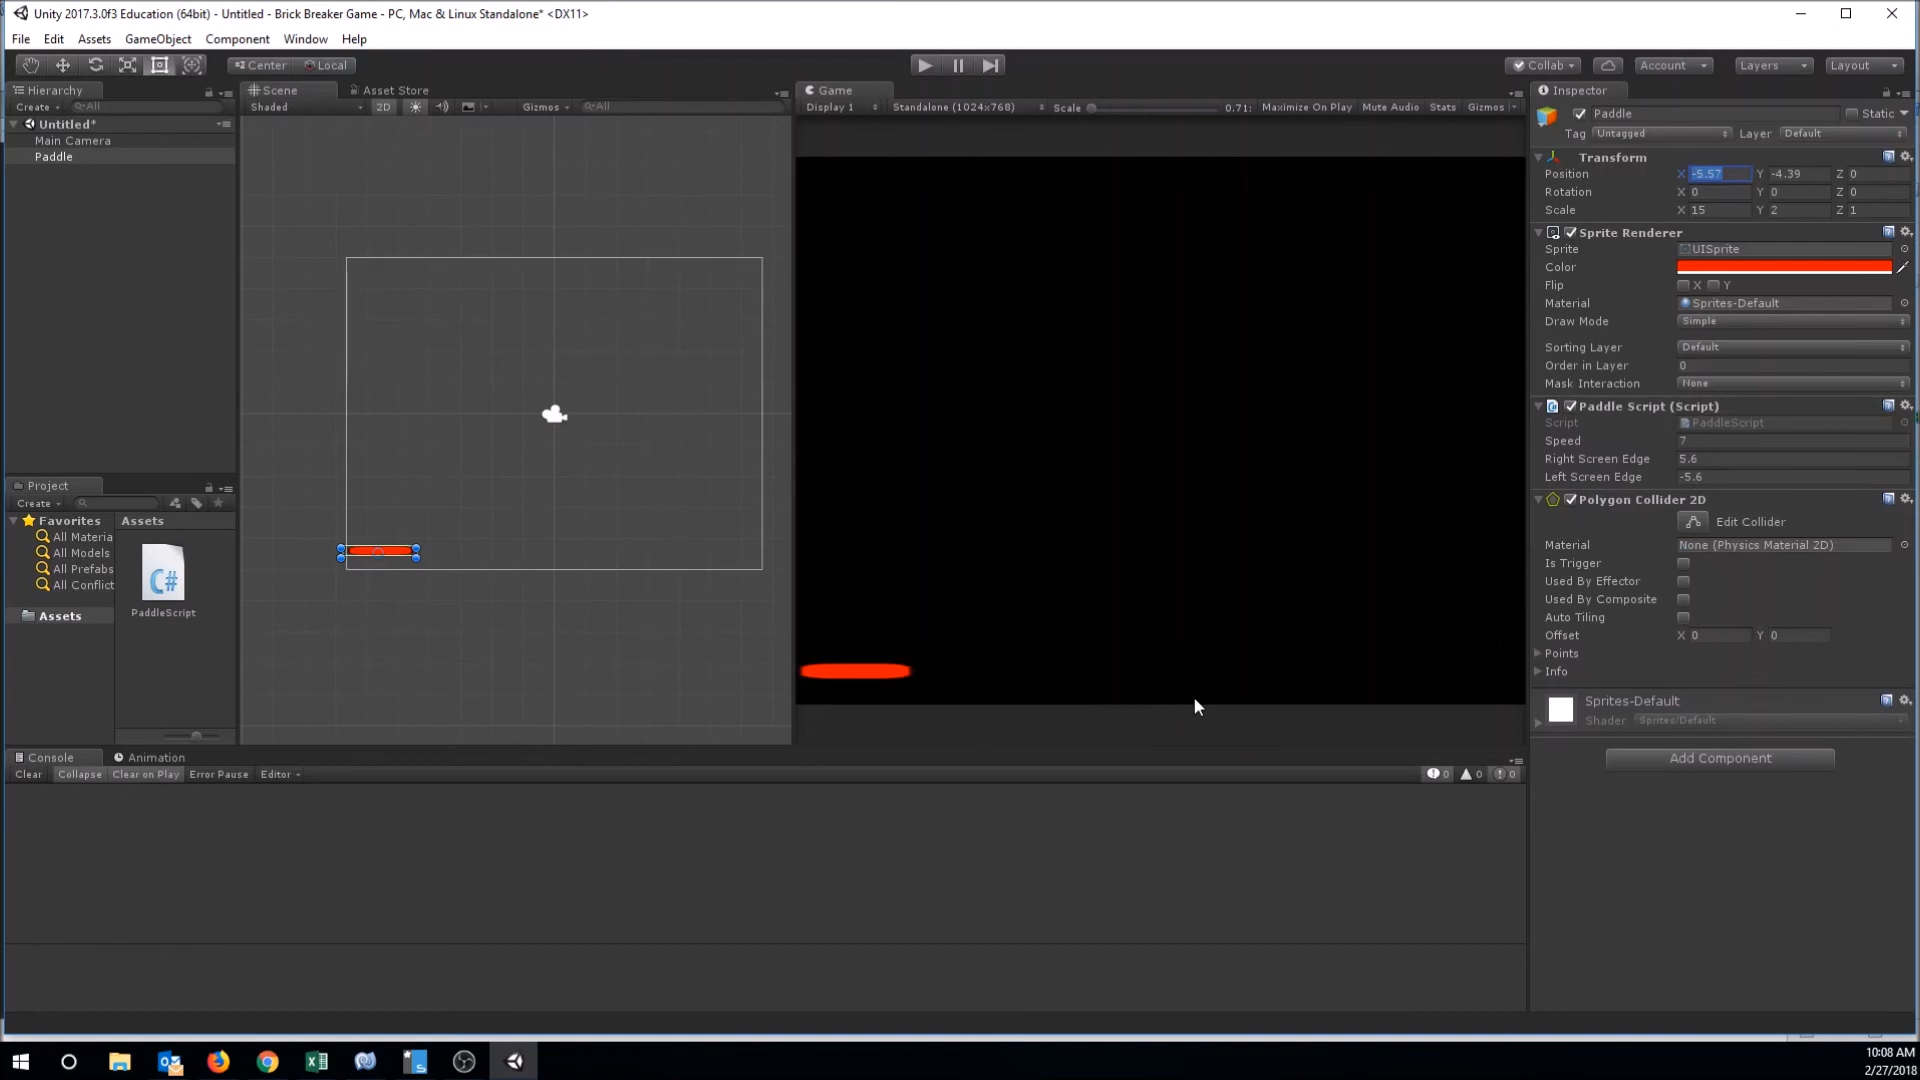 Unity 2017.3.0f3 Education (64bit) - Untitled - Brick Breaker Game - PC, Mac & Linux Standalone* <DX11>
File Edit Assets GameObject Component Window Help
Center Local
Collab Account Layers Layout
Hierarchy
Create All
Untitled*
Main Camera
Paddle
Scene Asset Store
Shaded 2D Gizmos All
Game
Display 1 Standalone (1024x768) Scale 0.71: Maximize On Play Mute Audio Stats Gizmos
Inspector
Paddle Static
Tag Untagged Layer Default
Transform
Position X -5.57 Y -4.39 Z 0
Rotation X 0 Y 0 Z 0
Scale X 15 Y 2 Z 1
Sprite Renderer
Sprite UISprite
Color
Flip X Y
Material Sprites-Default
Draw Mode Simple
Sorting Layer Default
Order in Layer 0
Mask Interaction None
Paddle Script (Script)
Script PaddleScript
Speed 7
Right Screen Edge 5.6
Left Screen Edge -5.6
Polygon Collider 2D
Edit Collider
Material None (Physics Material 2D)
Is Trigger
Used By Effector
Used By Composite
Auto Tiling
Offset X 0 Y 0
Points
Info
Sprites-Default
Shader Sprites/Default
Add Component
Project
Create
Favorites
All Materia
All Models
All Prefabs
All Conflict
Assets
Assets
C#
PaddleScript
Console Animation
Clear Collapse Clear on Play Error Pause Editor
0 0 0
10:08 AM
2/27/2018